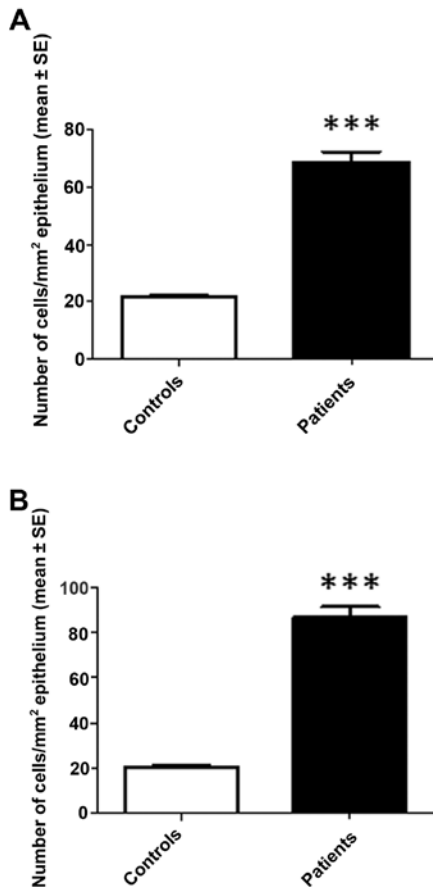 A
Number of cells/mm² epithelium (mean ± SE)
80
60
40
20
0
***
Controls
Patients
B
Number of cells/mm² epithelium (mean ± SE)
100
80
60
40
20
0
***
Controls
Patients